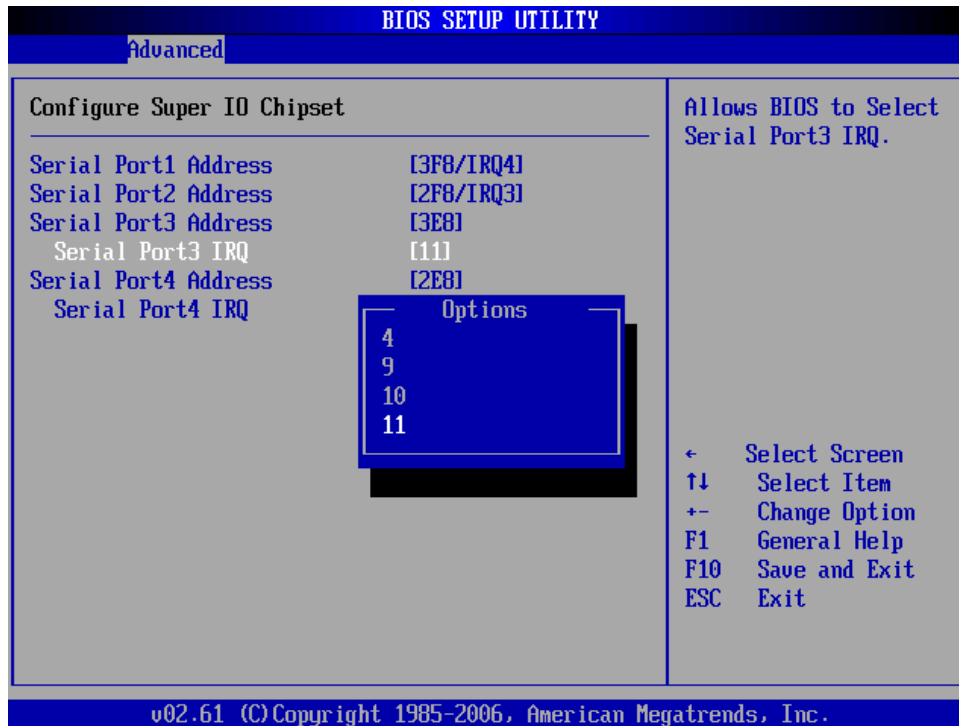 BIOS SETUP UTILITY
Advanced
Configure Super IO Chipset
Serial Port1 Address [3F8/IRQ4]
Serial Port2 Address [2F8/IRQ3]
Serial Port3 Address [3E8]
Serial Port3 IRQ [11]
Serial Port4 Address [2E8]
Serial Port4 IRQ
Options
4
9
10
11
Allows BIOS to Select
Serial Port3 IRQ.
← Select Screen
↑↓ Select Item
+- Change Option
F1 General Help
F10 Save and Exit
ESC Exit
v02.61 (C)Copyright 1985-2006, American Megatrends, Inc.